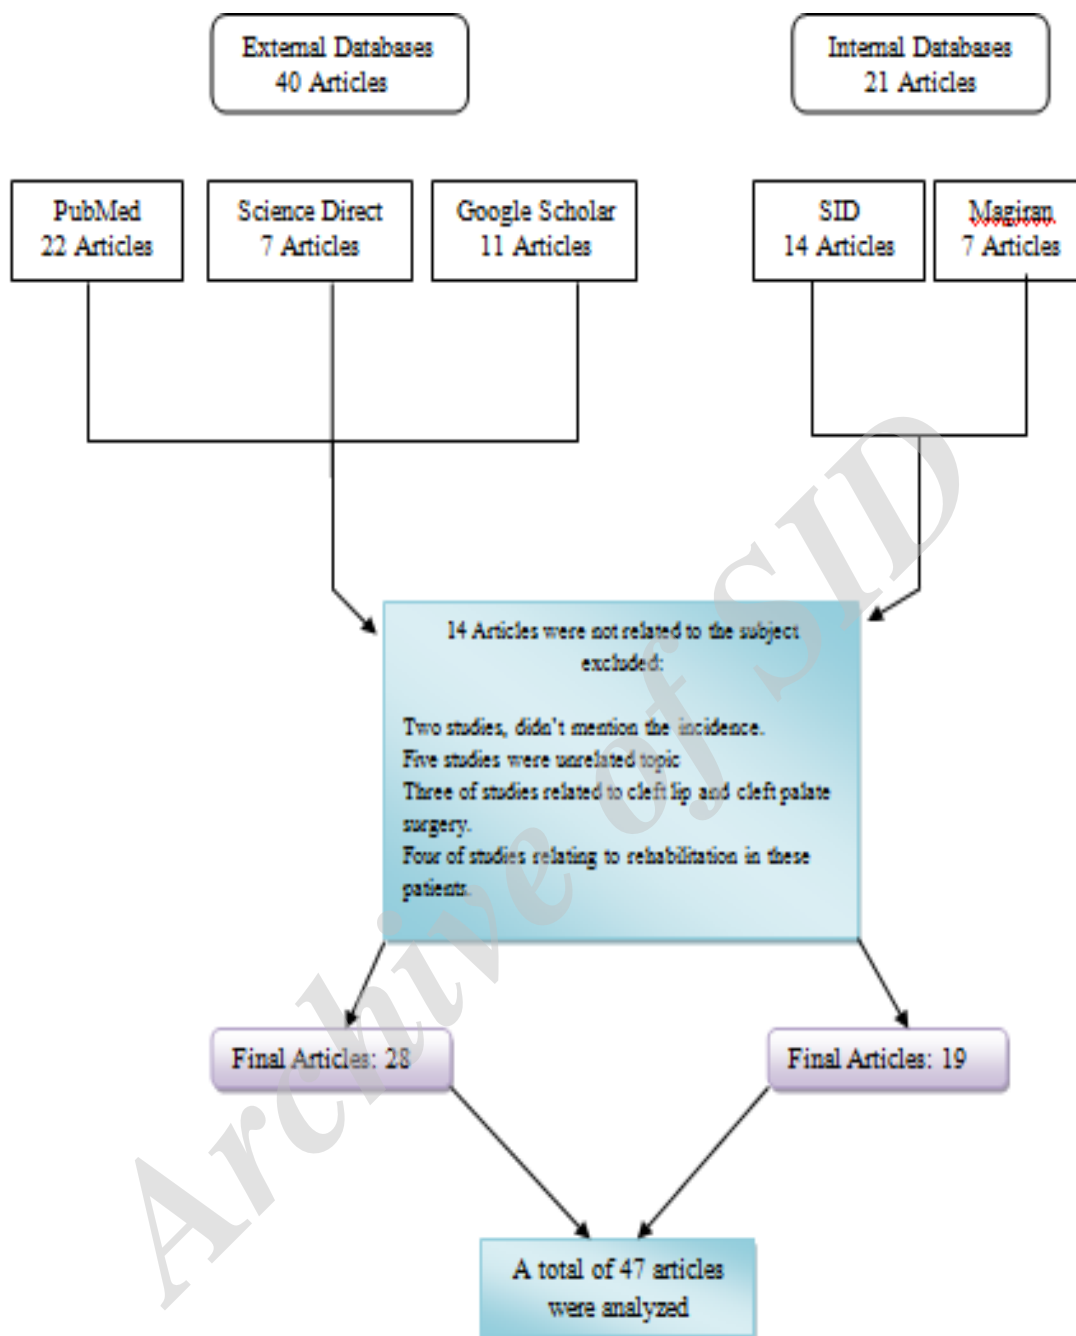 External Databases
40 Articles
Internal Databases
21 Articles
PubMed
22 Articles
Science Direct
7 Articles
Google Scholar
11 Articles
SID
14 Articles
Magiran
7 Articles
14 Articles were not related to the subject
excluded:
Two studies, didn't mention the incidence.
Five studies were unrelated topic
Three of studies related to cleft lip and cleft palate
surgery.
Four of studies relating to rehabilitation in these
patients.
Final Articles: 28
Final Articles: 19
A total of 47 articles
were analyzed
Archive of SID